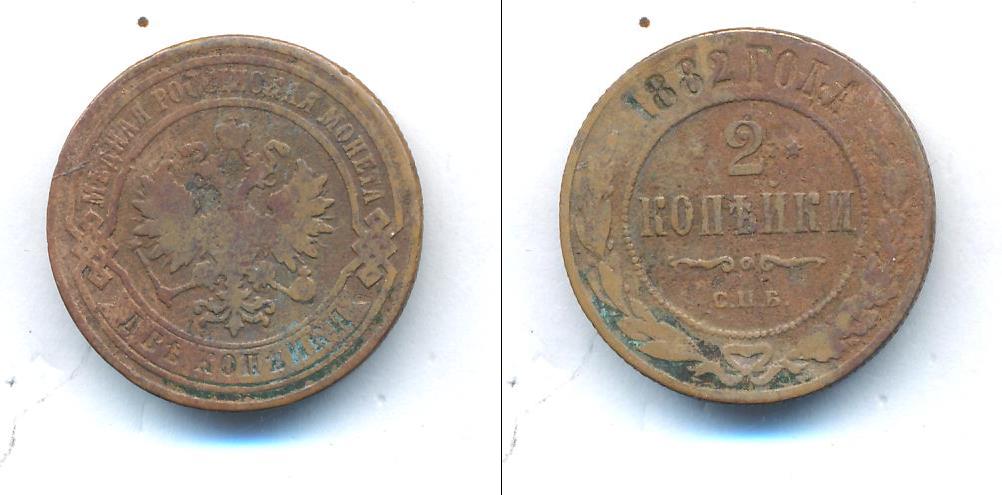 МѢДНАЯ РОССІЙСКАЯ МОНЕТА
ДВѢ КОПѢЙКИ
1882 ГОДА
2
КОПѢЙКИ
С.П.Б.